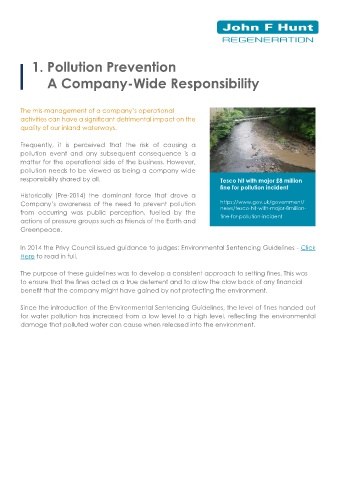 John F Hunt
REGENERATION
1. Pollution Prevention
A Company-Wide Responsibility
The mis-management of a company's operational
activities can have a significant detrimental impact on the
quality of our inland waterways.
Frequently, it is perceived that the risk of causing a
pollution event and any subsequent consequence is a
matter for the operational side of the business. However,
pollution needs to be viewed as being a company wide
responsibility shared by all.
Historically (Pre-2014) the dominant force that drove a
Company's awareness of the need to prevent pollution
from occurring was public perception, fuelled by the
actions of pressure groups such as Friends of the Earth and
Greenpeace.
Tesco hit with major £8 million
fine for pollution incident
https://www.gov.uk/government/
news/tesco-hit-with-major-8million-
fine-for-pollution-incident
In 2014 the Privy Council issued guidance to judges: Environmental Sentencing Guidelines - Click
Here to read in full.
The purpose of these guidelines was to develop a consistent approach to setting fines. This was
to ensure that the fines acted as a true deterrent and to allow the claw back of any financial
benefit that the company might have gained by not protecting the environment.
Since the introduction of the Environmental Sentencing Guidelines, the level of fines handed out
for water pollution has increased from a low level to a high level, reflecting the environmental
damage that polluted water can cause when released into the environment.